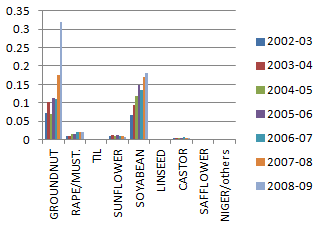 0.35
0.3
0.25
0.2
0.15
0.1
0.05
0
GROUNDNUT
RAPE/MUST.
TIL
SUNFLOWER
SOYABEAN
LINSEED
CASTOR
SAFFLOWER
NIGER/others
2002-03
2003-04
2004-05
2005-06
2006-07
2007-08
2008-09